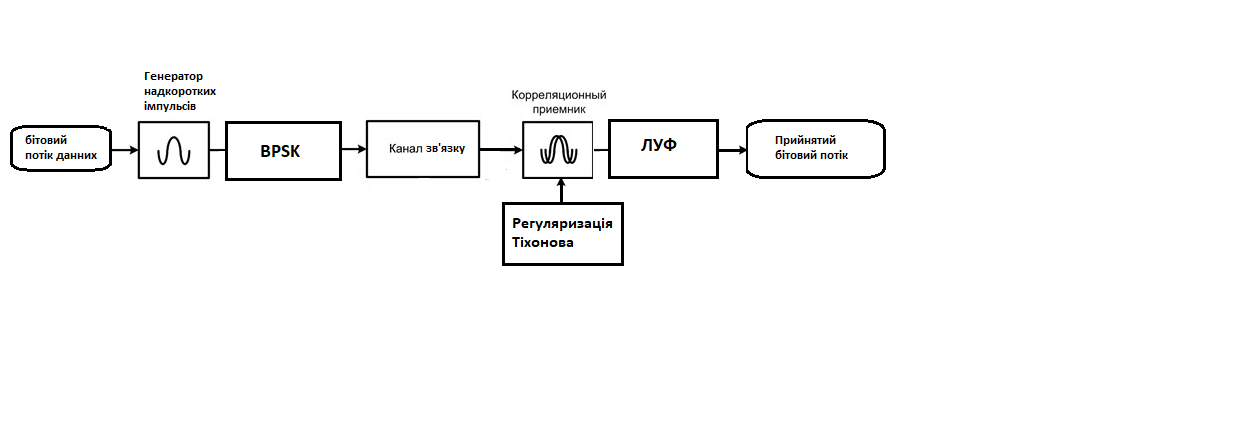 Генератор
надкоротких
імпульсів
бітовий
потік данних
BPSK
Канал зв'язку
Корреляционный
приемник
ЛУФ
Прийнятий
бітовий потік
Регуляризація
Тіхонова